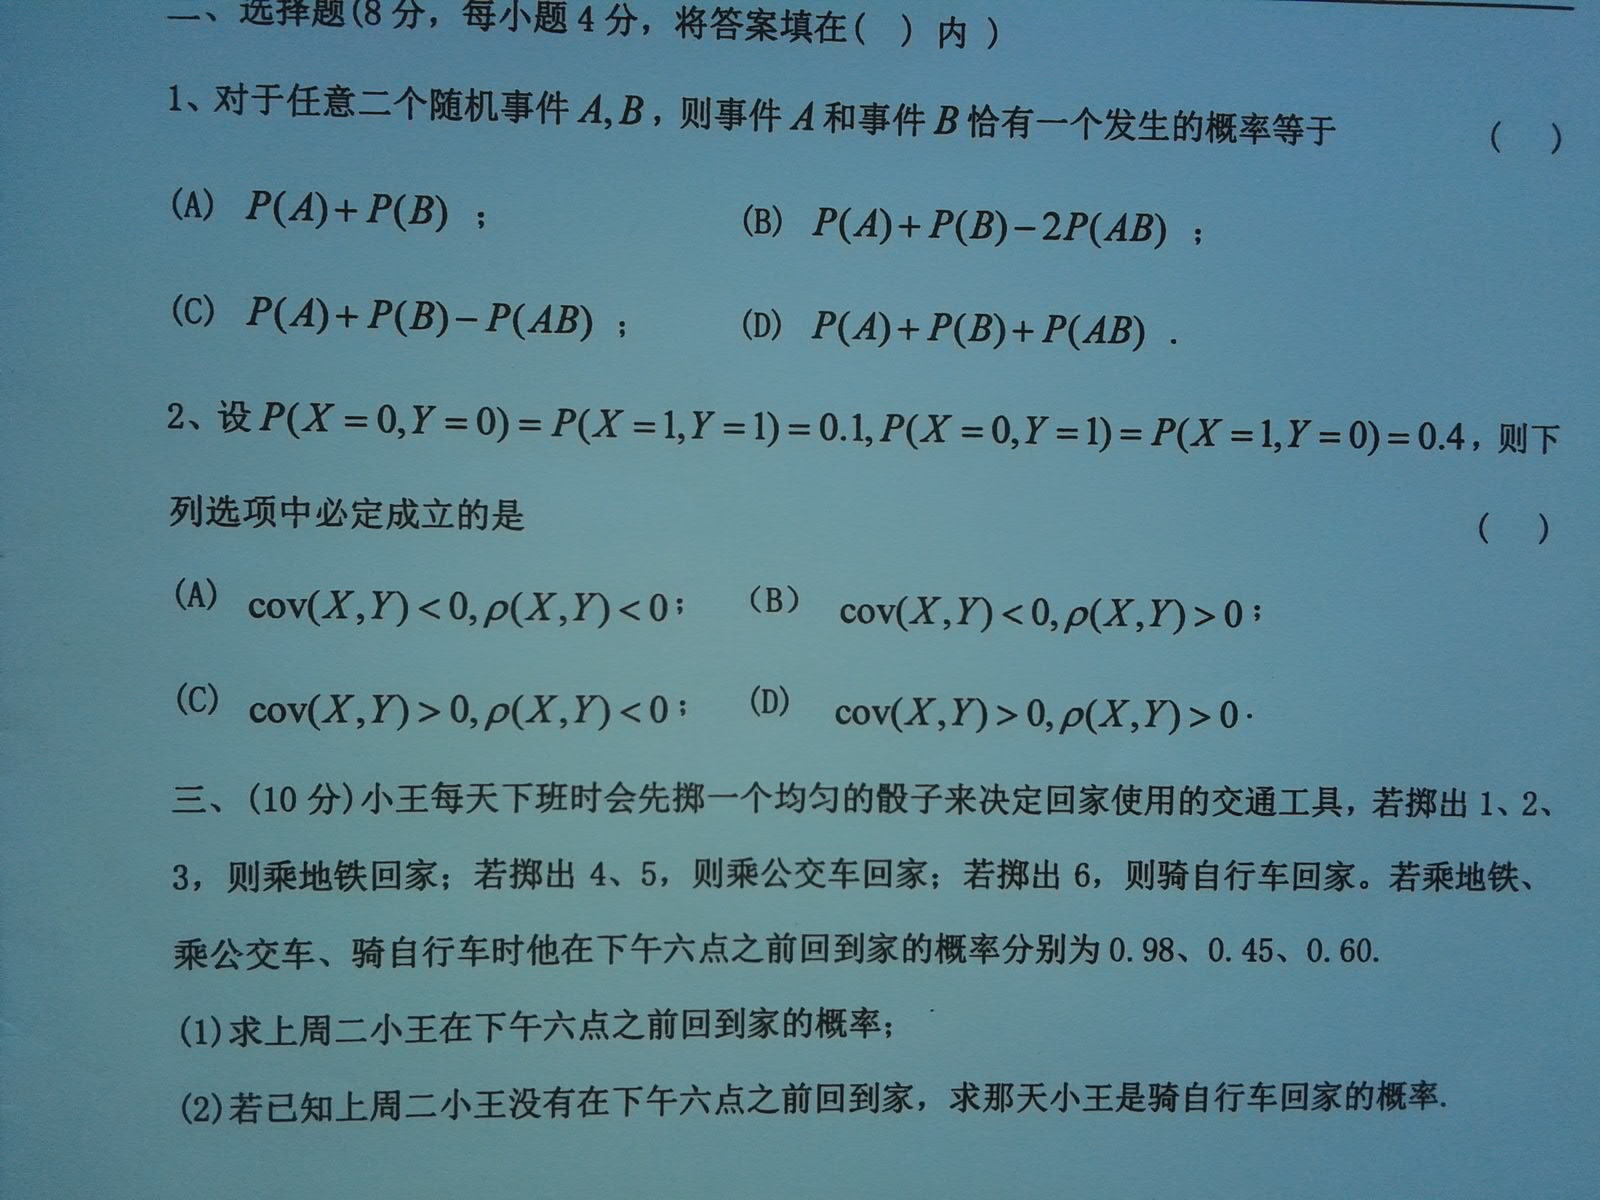 二、选择题(8分，每小题4分，将答案填在( )内 )
1、对于任意二个随机事件 A,B，则事件 A 和事件 B 恰有一个发生的概率等于 ( )
(A) P(A)+P(B) ； (B) P(A)+P(B)−2P(AB) ；
(C) P(A)+P(B)−P(AB) ； (D) P(A)+P(B)+P(AB) .
2、设 P(X=0,Y=0)=P(X=1,Y=1)=0.1,P(X=0,Y=1)=P(X=1,Y=0)=0.4，则下
列选项中必定成立的是 ( )
(A) cov(X,Y)<0,ρ(X,Y)<0； （B） cov(X,Y)<0,ρ(X,Y)>0；
(C) cov(X,Y)>0,ρ(X,Y)<0； (D) cov(X,Y)>0,ρ(X,Y)>0.
三、(10分)小王每天下班时会先掷一个均匀的骰子来决定回家使用的交通工具，若掷出1、2、
3，则乘地铁回家；若掷出4、5，则乘公交车回家；若掷出6，则骑自行车回家。若乘地铁、
乘公交车、骑自行车时他在下午六点之前回到家的概率分别为0.98、0.45、0.60.
(1)求上周二小王在下午六点之前回到家的概率；
(2)若已知上周二小王没有在下午六点之前回到家，求那天小王是骑自行车回家的概率.